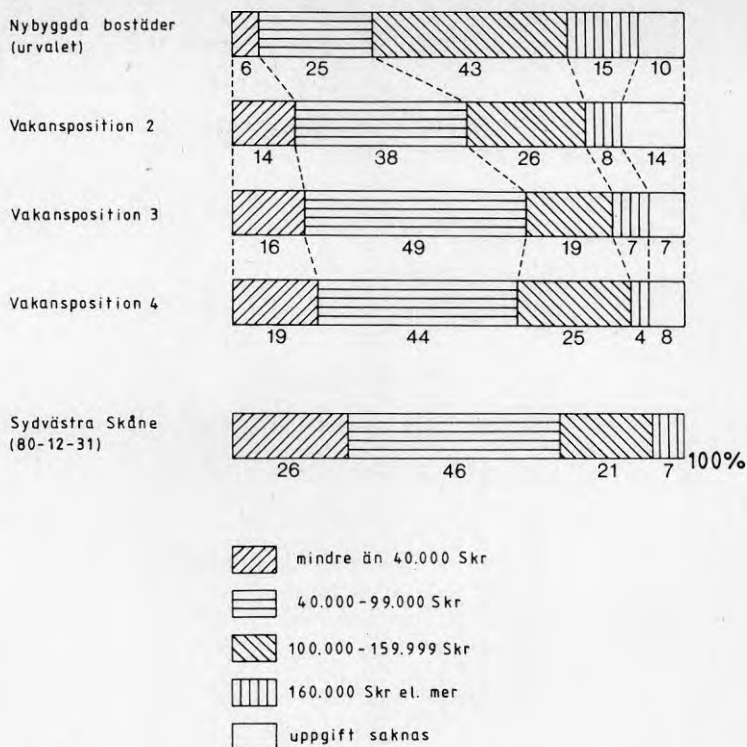 Nybyggda bostäder
(urvalet)
6 25 43 15 10
Vakansposition 2
14 38 26 8 14
Vakansposition 3
16 49 19 7 7
Vakansposition 4
19 44 25 4 8
Sydvästra Skåne
(80-12-31)
26 46 21 7 100%
mindre än 40.000 Skr
40.000-99.000 Skr
100.000-159.999 Skr
160.000 Skr el. mer
uppgift saknas